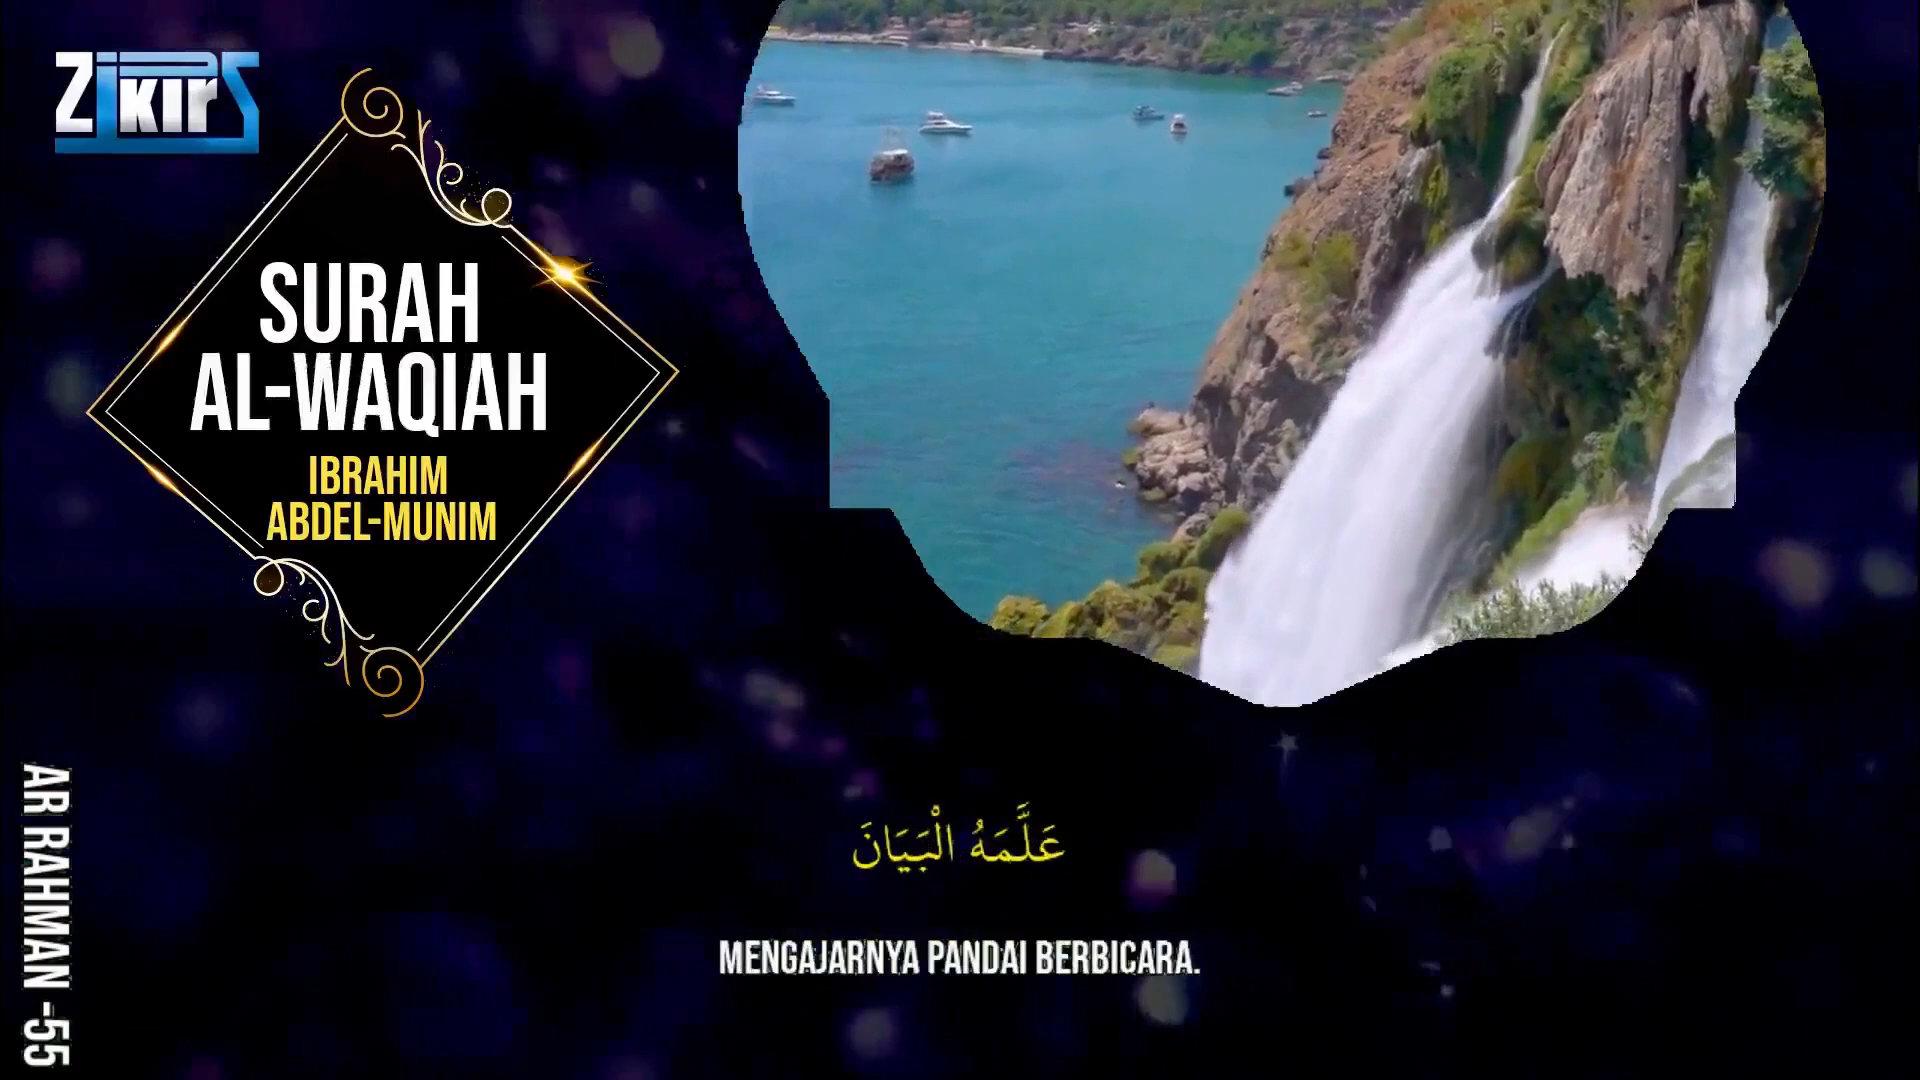 ZikirS
SURAH
AL-WAQIAH
IBRAHIM
ABDEL-MUNIM
عَلَّمَهُ الْبَيَانَ
MENGAJARNYA PANDAI BERBICARA.
AR RAHMAN -55